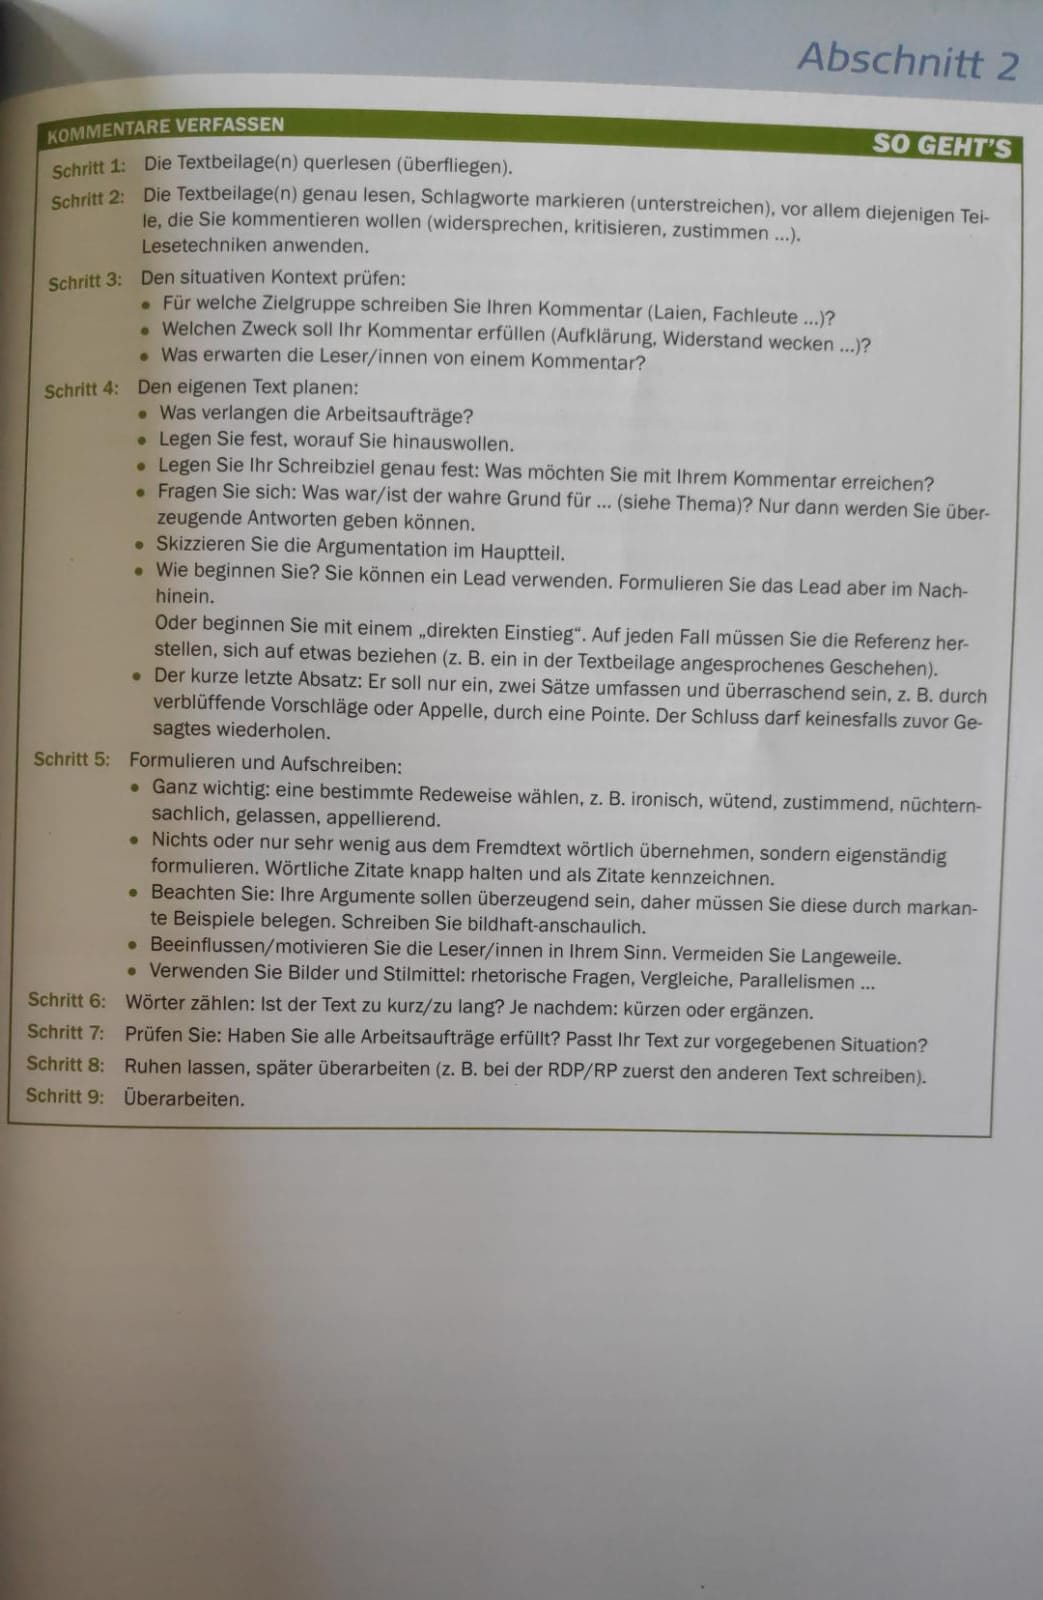 Abschnitt 2
KOMMENTARE VERFASSEN
SO GEHT'S
Schritt 1: Die Textbeilage(n) querlesen (überfliegen).
Schritt 2: Die Textbeilage(n) genau lesen, Schlagworte markieren (unterstreichen), vor allem diejenigen Tei-
le, die Sie kommentieren wollen (widersprechen, kritisieren, zustimmen ...).
Lesetechniken anwenden.
Schritt 3: Den situativen Kontext prüfen:
• Für welche Zielgruppe schreiben Sie Ihren Kommentar (Laien, Fachleute ...)?
• Welchen Zweck soll Ihr Kommentar erfüllen (Aufklärung, Widerstand wecken ...)?
• Was erwarten die Leser/innen von einem Kommentar?
Schritt 4: Den eigenen Text planen:
• Was verlangen die Arbeitsaufträge?
• Legen Sie fest, worauf Sie hinauswollen.
• Legen Sie Ihr Schreibziel genau fest: Was möchten Sie mit Ihrem Kommentar erreichen?
• Fragen Sie sich: Was war/ist der wahre Grund für ... (siehe Thema)? Nur dann werden Sie über-
zeugende Antworten geben können.
• Skizzieren Sie die Argumentation im Hauptteil.
• Wie beginnen Sie? Sie können ein Lead verwenden. Formulieren Sie das Lead aber im Nach-
hinein.
Oder beginnen Sie mit einem „direkten Einstieg“. Auf jeden Fall müssen Sie die Referenz her-
stellen, sich auf etwas beziehen (z. B. ein in der Textbeilage angesprochenes Geschehen).
• Der kurze letzte Absatz: Er soll nur ein, zwei Sätze umfassen und überraschend sein, z. B. durch
verblüffende Vorschläge oder Appelle, durch eine Pointe. Der Schluss darf keinesfalls zuvor Ge-
sagtes wiederholen.
Schritt 5: Formulieren und Aufschreiben:
• Ganz wichtig: eine bestimmte Redeweise wählen, z. B. ironisch, wütend, zustimmend, nüchtern-
sachlich, gelassen, appellierend.
• Nichts oder nur sehr wenig aus dem Fremdtext wörtlich übernehmen, sondern eigenständig
formulieren. Wörtliche Zitate knapp halten und als Zitate kennzeichnen.
• Beachten Sie: Ihre Argumente sollen überzeugend sein, daher müssen Sie diese durch markan-
te Beispiele belegen. Schreiben Sie bildhaft-anschaulich.
• Beeinflussen/motivieren Sie die Leser/innen in Ihrem Sinn. Vermeiden Sie Langeweile.
• Verwenden Sie Bilder und Stilmittel: rhetorische Fragen, Vergleiche, Parallelismen ...
Schritt 6: Wörter zählen: Ist der Text zu kurz/zu lang? Je nachdem: kürzen oder ergänzen.
Schritt 7: Prüfen Sie: Haben Sie alle Arbeitsaufträge erfüllt? Passt Ihr Text zur vorgegebenen Situation?
Schritt 8: Ruhen lassen, später überarbeiten (z. B. bei der RDP/RP zuerst den anderen Text schreiben).
Schritt 9: Überarbeiten.